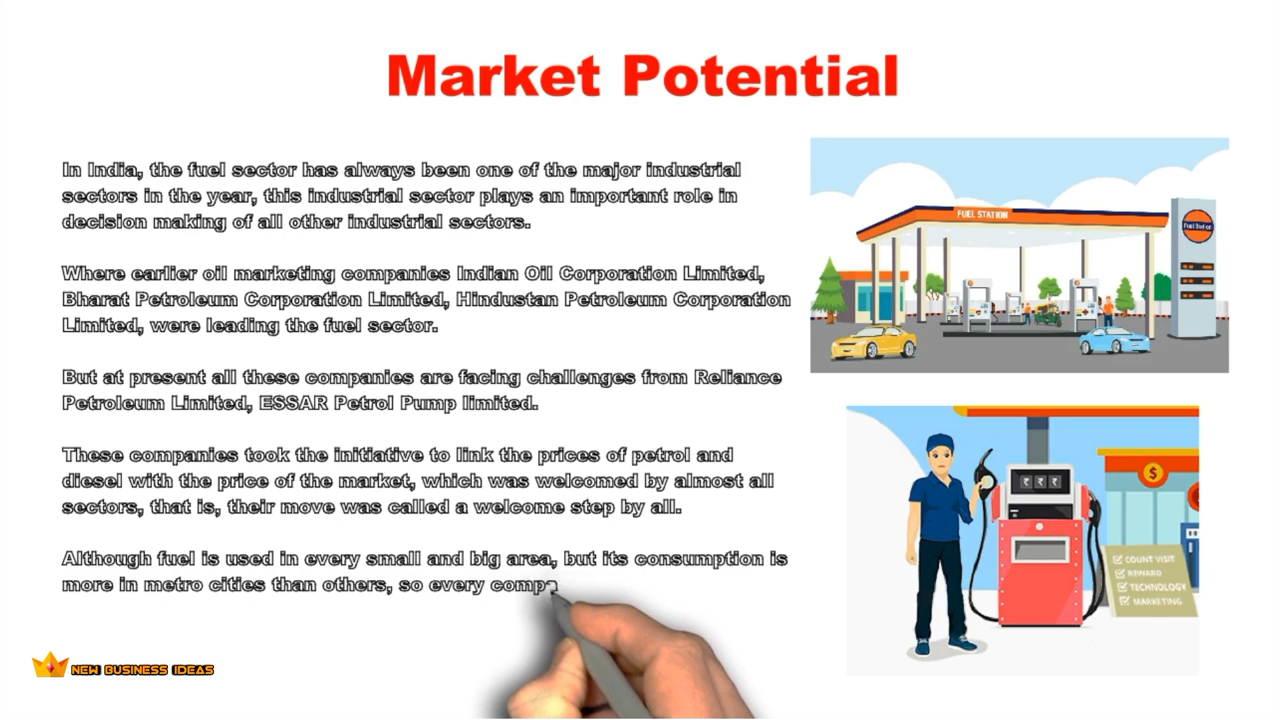 Market Potential
In India, the fuel sector has always been one of the major industrial
sectors in the year, this industrial sector plays an important role in
decision making of all other industrial sectors.
Where earlier oil marketing companies Indian Oil Corporation Limited,
Bharat Petroleum Corporation Limited, Hindustan Petroleum Corporation
Limited, were leading the fuel sector.
But at present all these companies are facing challenges from Reliance
Petroleum Limited, ESSAR Petrol Pump limited.
These companies took the initiative to link the prices of petrol and
diesel with the price of the market, which was welcomed by almost all
sectors, that is, their move was called a welcome step by all.
Although fuel is used in every small and big area, but its consumption is
more in metro cities than others, so every comp
FUEL STATION
Fuel Station
$
₹ ₹ ₹
COUNT VISIT
REWARD
TECHNOLOGY
MARKETING
NEW BUSINESS IDEAS